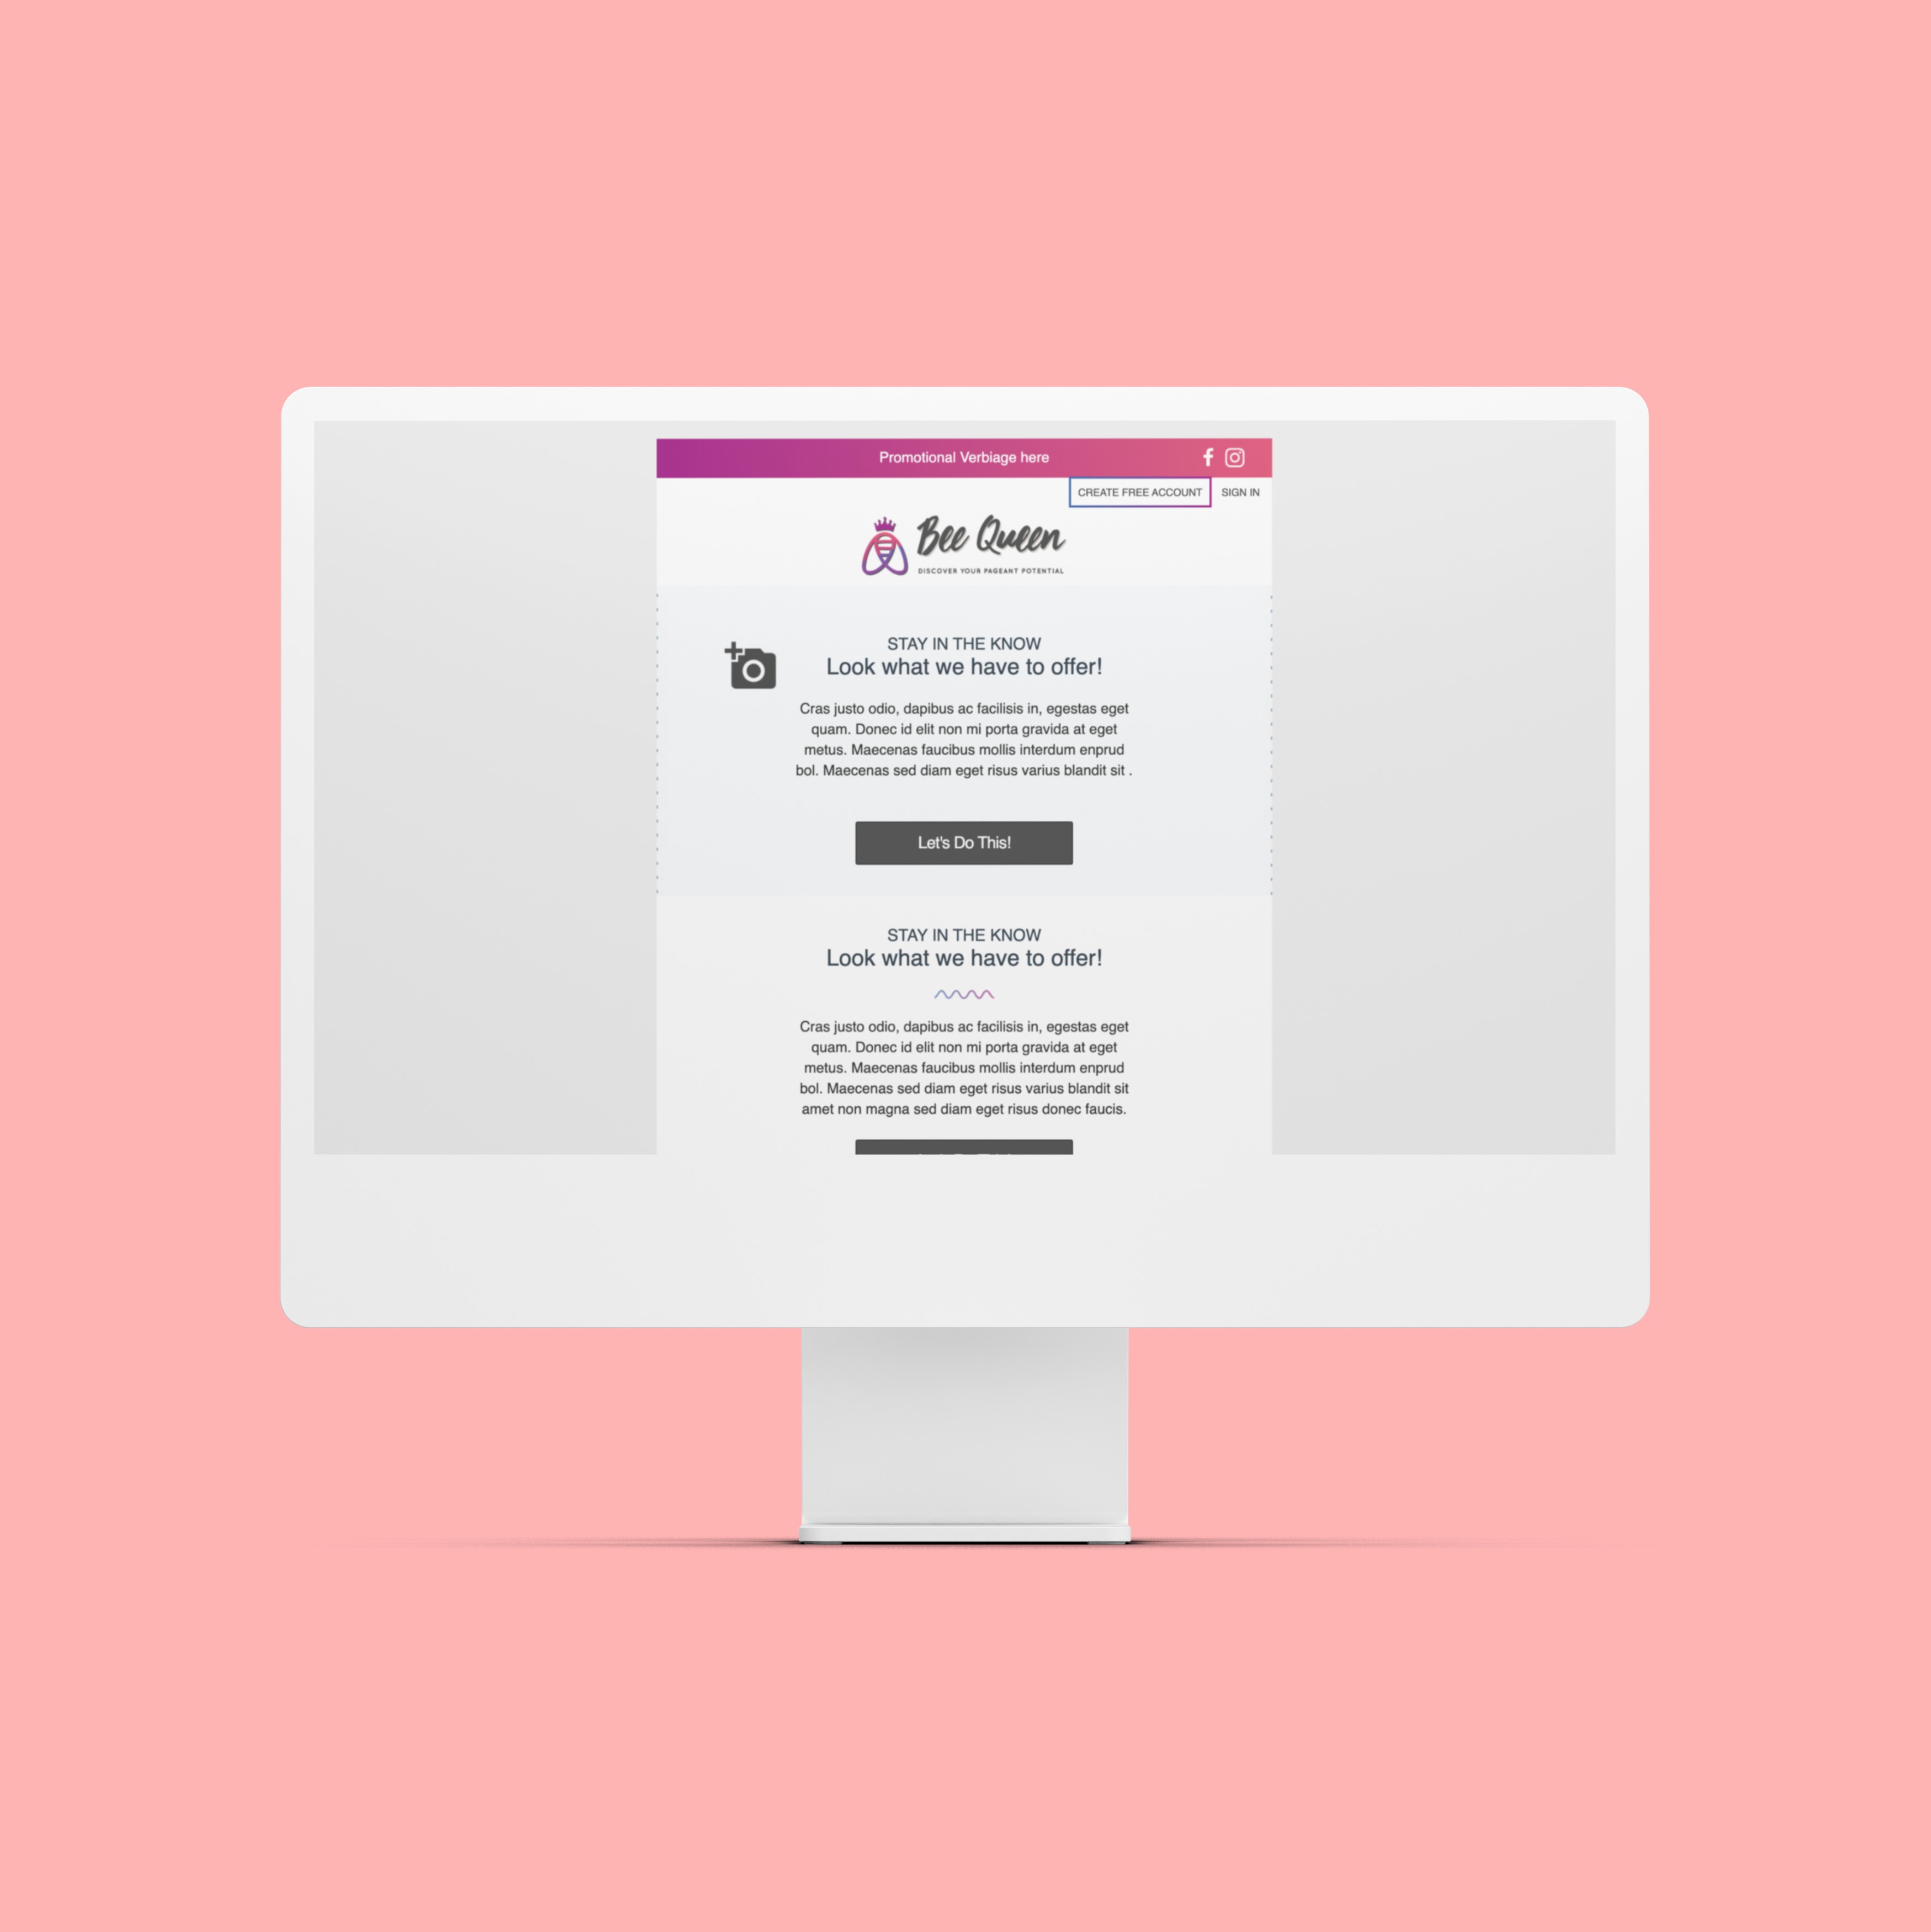 Promotional Verbiage here
CREATE FREE ACCOUNT SIGN IN
Bee Queen
DISCOVER YOUR PAGEANT POTENTIAL
STAY IN THE KNOW
Look what we have to offer!
Cras justo odio, dapibus ac facilisis in, egestas eget
quam. Donec id elit non mi porta gravida at eget
metus. Maecenas faucibus mollis interdum enprud
bol. Maecenas sed diam eget risus varius blandit sit .
Let's Do This!
STAY IN THE KNOW
Look what we have to offer!
Cras justo odio, dapibus ac facilisis in, egestas eget
quam. Donec id elit non mi porta gravida at eget
metus. Maecenas faucibus mollis interdum enprud
bol. Maecenas sed diam eget risus varius blandit sit
amet non magna sed diam eget risus donec faucis.